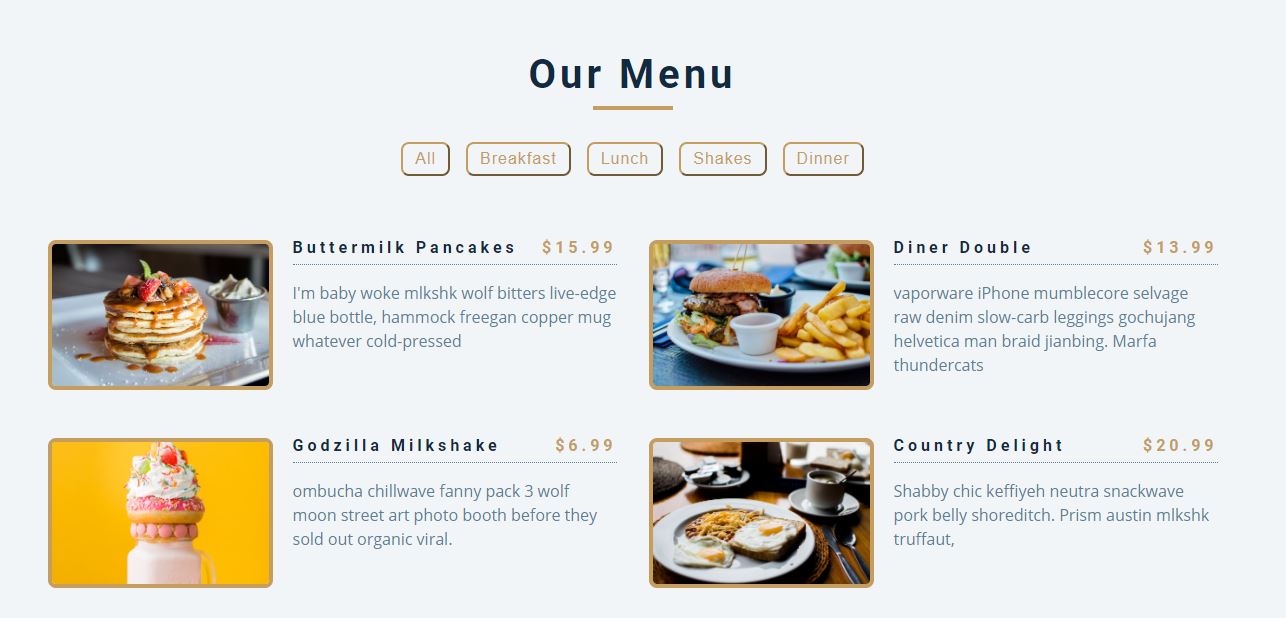 Our Menu
All Breakfast Lunch Shakes Dinner
Buttermilk Pancakes $15.99
I'm baby woke mlkshk wolf bitters live-edge
blue bottle, hammock freegan copper mug
whatever cold-pressed
Diner Double $13.99
vaporware iPhone mumblecore selvage
raw denim slow-carb leggings gochujang
helvetica man braid jianbing. Marfa
thundercats
Godzilla Milkshake $6.99
ombucha chillwave fanny pack 3 wolf
moon street art photo booth before they
sold out organic viral.
Country Delight $20.99
Shabby chic keffiyeh neutra snackwave
pork belly shoreditch. Prism austin mlkshk
truffaut,